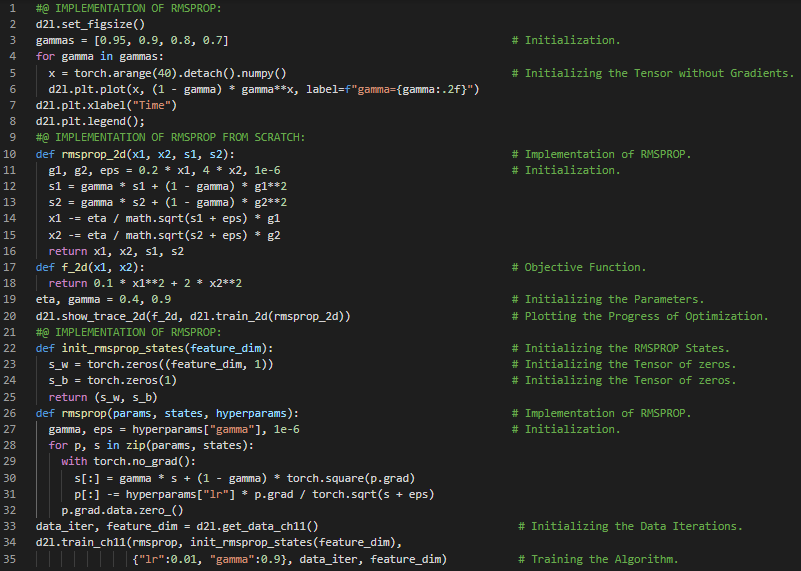 1 #@ IMPLEMENTATION OF RMSPROP:
2 d2l.set_figsize()
3 gammas = [0.95, 0.9, 0.8, 0.7] # Initialization.
4 for gamma in gammas:
5   x = torch.arange(40).detach().numpy() # Initializing the Tensor without Gradients.
6   d2l.plt.plot(x, (1 - gamma) * gamma**x, label=f"gamma={gamma:.2f}")
7 d2l.plt.xlabel("Time")
8 d2l.plt.legend();
9 #@ IMPLEMENTATION OF RMSPROP FROM SCRATCH:
10 def rmsprop_2d(x1, x2, s1, s2): # Implementation of RMSPROP.
11   g1, g2, eps = 0.2 * x1, 4 * x2, 1e-6 # Initialization.
12   s1 = gamma * s1 + (1 - gamma) * g1**2
13   s2 = gamma * s2 + (1 - gamma) * g2**2
14   x1 -= eta / math.sqrt(s1 + eps) * g1
15   x2 -= eta / math.sqrt(s2 + eps) * g2
16   return x1, x2, s1, s2
17 def f_2d(x1, x2): # Objective Function.
18   return 0.1 * x1**2 + 2 * x2**2
19 eta, gamma = 0.4, 0.9 # Initializing the Parameters.
20 d2l.show_trace_2d(f_2d, d2l.train_2d(rmsprop_2d)) # Plotting the Progress of Optimization.
21 #@ IMPLEMENTATION OF RMSPROP:
22 def init_rmsprop_states(feature_dim): # Initializing the RMSPROP States.
23   s_w = torch.zeros((feature_dim, 1)) # Initializing the Tensor of zeros.
24   s_b = torch.zeros(1) # Initializing the Tensor of zeros.
25   return (s_w, s_b)
26 def rmsprop(params, states, hyperparams): # Implementation of RMSPROP.
27   gamma, eps = hyperparams["gamma"], 1e-6 # Initialization.
28   for p, s in zip(params, states):
29     with torch.no_grad():
30       s[:] = gamma * s + (1 - gamma) * torch.square(p.grad)
31       p[:] -= hyperparams["lr"] * p.grad / torch.sqrt(s + eps)
32     p.grad.data.zero_()
33 data_iter, feature_dim = d2l.get_data_ch11() # Initializing the Data Iterations.
34 d2l.train_ch11(rmsprop, init_rmsprop_states(feature_dim),
35                {"lr":0.01, "gamma":0.9}, data_iter, feature_dim) # Training the Algorithm.